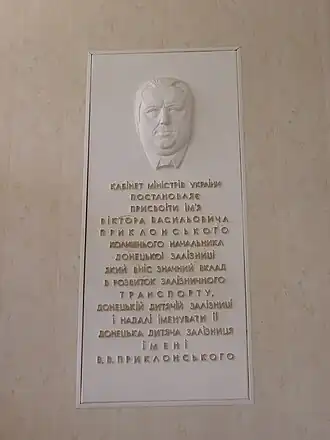 КАБІНЕТ МІНІСТРІВ УКРАЇНИ
ПОСТАНОВЛЯЄ
ПРИСВОЇТИ ІМ'Я
ВІКТОРА ВАСИЛЬОВИЧА
ПРИКЛОНСЬКОГО
КОЛИШНЬОГО НАЧАЛЬНИКА
ДОНЕЦЬКОЇ ЗАЛІЗНИЦІ
ЯКИЙ ВНІС ЗНАЧНИЙ ВКЛАД
В РОЗВИТОК ЗАЛІЗНИЧНОГО
ТРАНСПОРТУ,
ДОНЕЦЬКІЙ ДИТЯЧІЙ ЗАЛІЗНИЦІ
І НАДАЛІ ІМЕНУВАТИ ЇЇ
ДОНЕЦЬКА ДИТЯЧА ЗАЛІЗНИЦЯ
ІМЕНІ
В.В.ПРИКЛОНСЬКОГО